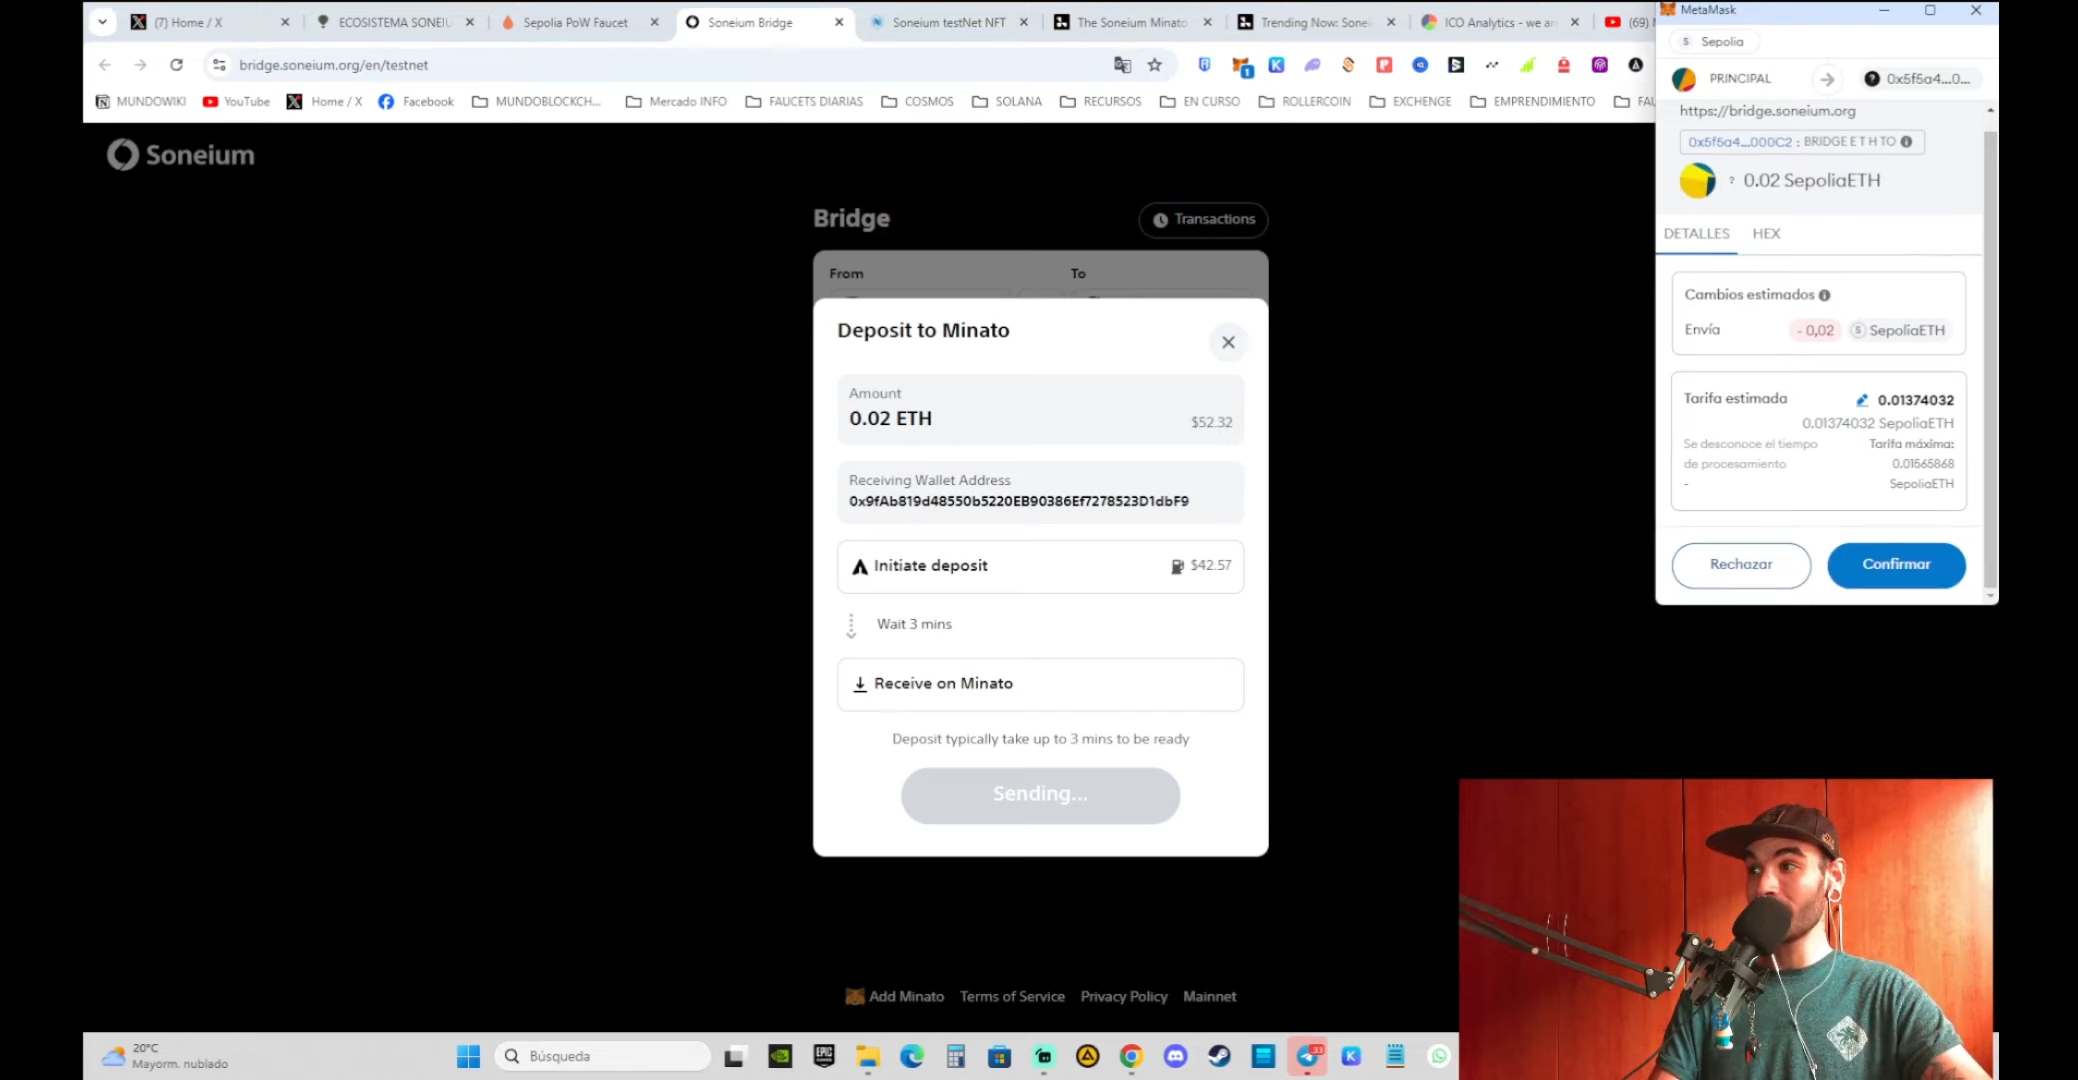 (7) Home / X
ECOSISTEMA SONEIU
Sepolia PoW Faucet
Soneium Bridge
Soneium testNet NFT
The Soneium Minato
Trending Now: Sonei
ICO Analytics - we ar
(69)
bridge.soneium.org/en/testnet
MUNDOWIKI
YouTube
Home / X
Facebook
MUNDOBLOCKCH...
Mercado INFO
FAUCETS DIARIAS
COSMOS
SOLANA
RECURSOS
EN CURSO
ROLLERCOIN
EXCHENGE
EMPRENDIMIENTO
FAU
Soneium
Bridge
Transactions
From
To
Deposit to Minato
Amount
0.02 ETH
$52.32
Receiving Wallet Address
0x9fAb819d48550b5220EB90386Ef7278523D1dbF9
Initiate deposit
$42.57
Wait 3 mins
Receive on Minato
Deposit typically take up to 3 mins to be ready
Sending...
Add Minato
Terms of Service
Privacy Policy
Mainnet
MetaMask
S Sepolia
PRINCIPAL
0x5f5a4...0...
https://bridge.soneium.org
0x5f5a4...000C2 : BRIDGE E T H TO
? 0.02 SepoliaETH
DETALLES
HEX
Cambios estimados
Envía
- 0,02
S SepoliaETH
Tarifa estimada
0.01374032
0.01374032 SepoliaETH
Se desconoce el tiempo
de procesamiento
-
Tarifa máxima:
0.01565868
SepoliaETH
Rechazar
Confirmar
20°C
Mayorm. nublado
Búsqueda
EPIC
33